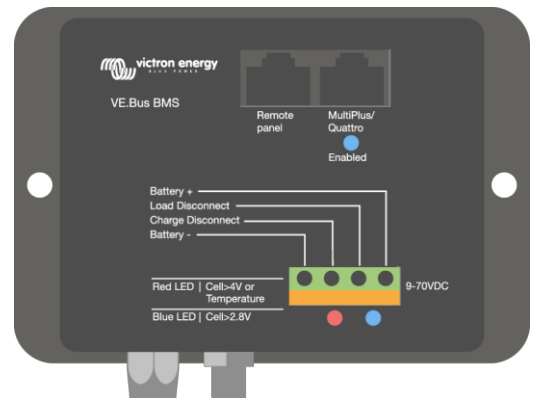 victron energy
BLUE POWER
VE.Bus BMS
Remote
panel
MultiPlus/
Quattro
Enabled
Battery +
Load Disconnect
Charge Disconnect
Battery -
Red LED | Cell>4V or
Temperature
9-70VDC
Blue LED | Cell>2.8V